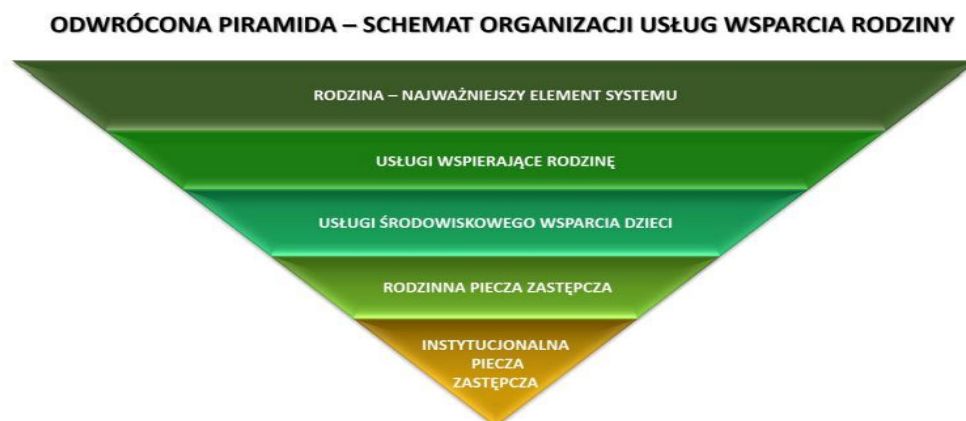 ODWRÓCONA PIRAMIDA – SCHEMAT ORGANIZACJI USŁUG WSPARCIA RODZINY
RODZINA – NAJWAŻNIEJSZY ELEMENT SYSTEMU
USŁUGI WSPIERAJĄCE RODZINĘ
USŁUGI ŚRODOWISKOWEGO WSPARCIA DZIECI
RODZINNA PIECZA ZASTĘPCZA
INSTYTUCJONALNA
PIECZA
ZASTĘPCZA